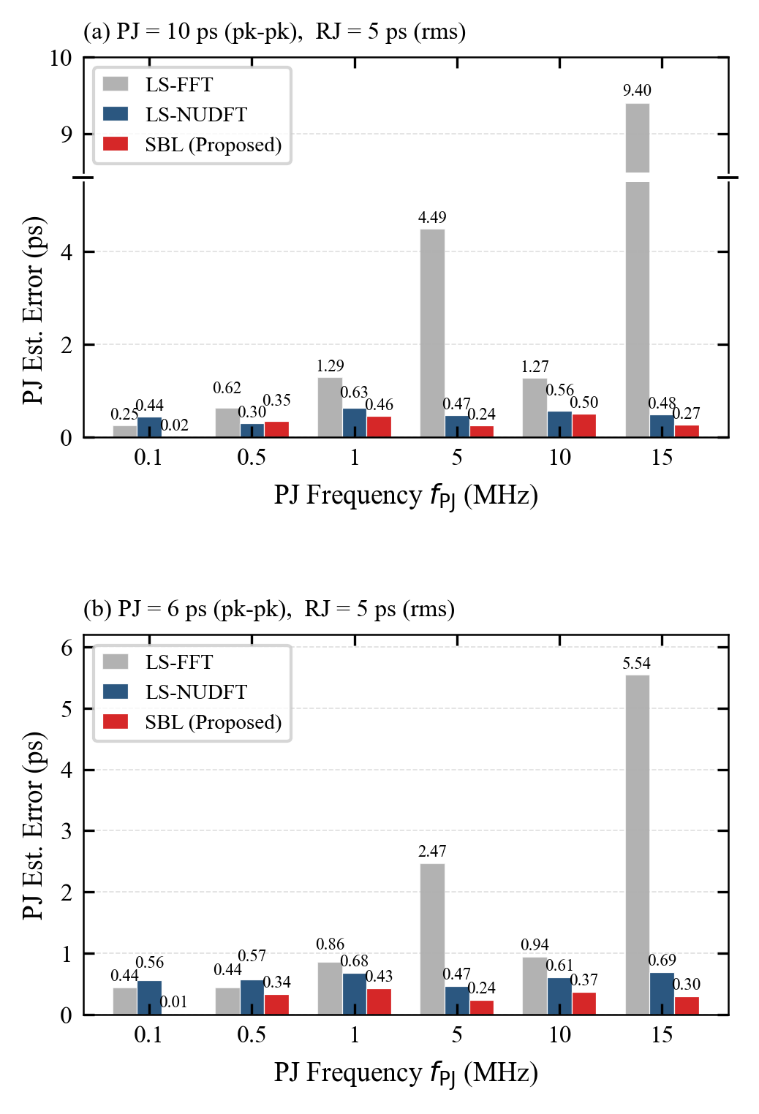 (a) PJ = 10 ps (pk-pk),  RJ = 5 ps (rms)
10
9
4
2
0
PJ Est. Error (ps)
LS-FFT
LS-NUDFT
SBL (Proposed)
0.25 0.44 0.02
0.62 0.30 0.35
1.29 0.63 0.46
4.49 0.47 0.24
1.27 0.56 0.50
9.40 0.48 0.27
0.1 0.5 1 5 10 15
PJ Frequency fPJ (MHz)
(b) PJ = 6 ps (pk-pk),  RJ = 5 ps (rms)
6
5
4
3
2
1
0
PJ Est. Error (ps)
LS-FFT
LS-NUDFT
SBL (Proposed)
0.44 0.56 0.01
0.44 0.57 0.34
0.86 0.68 0.43
2.47 0.47 0.24
0.94 0.61 0.37
5.54 0.69 0.30
0.1 0.5 1 5 10 15
PJ Frequency fPJ (MHz)